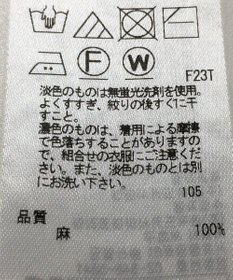 F
W
F23T
淡色のものは無蛍光洗剤を使用。
よくすすぎ、絞りの後すぐに干
すこと。
濃色のものは、着用による摩擦
で色落ちすることがありますの
で、組合せの衣服にご注意くだ
さい。また、淡色のものとは別
にお洗い下さい。
105
品質
麻 100%